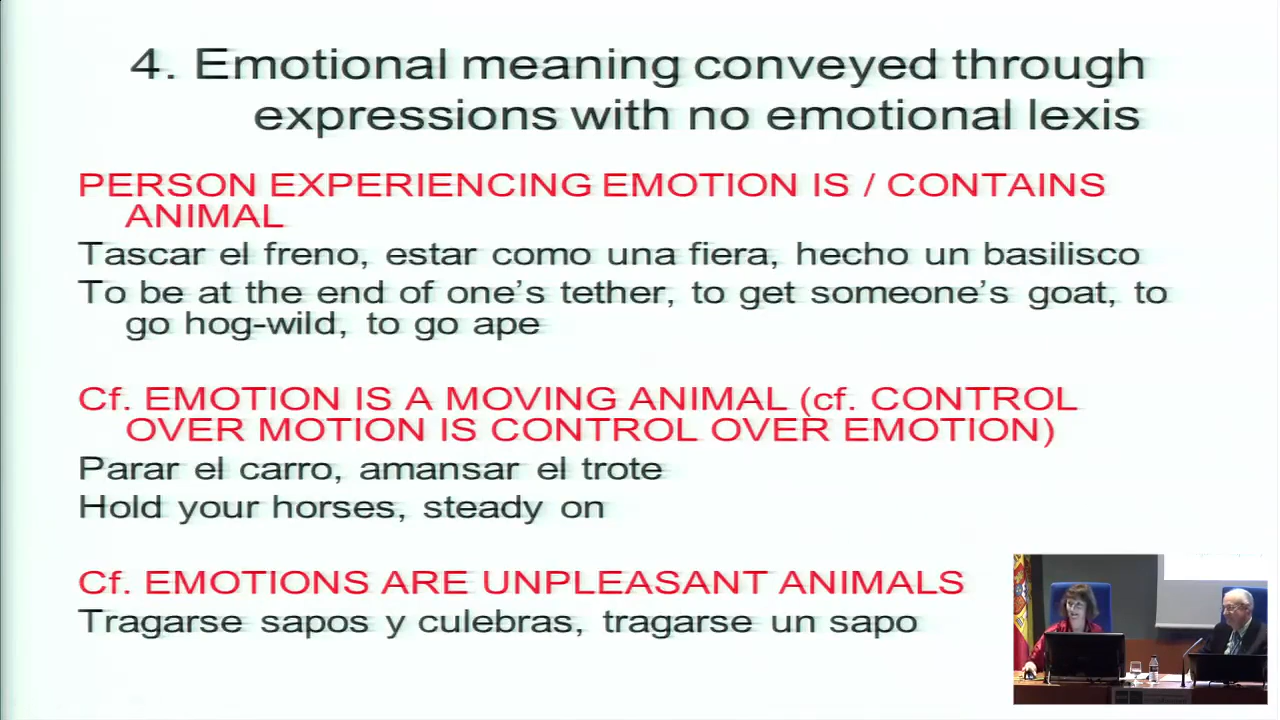 4. Emotional meaning conveyed through
expressions with no emotional lexis
PERSON EXPERIENCING EMOTION IS / CONTAINS
ANIMAL
Tascar el freno, estar como una fiera, hecho un basilisco
To be at the end of one's tether, to get someone's goat, to
go hog-wild, to go ape
Cf. EMOTION IS A MOVING ANIMAL (cf. CONTROL
OVER MOTION IS CONTROL OVER EMOTION)
Parar el carro, amansar el trote
Hold your horses, steady on
Cf. EMOTIONS ARE UNPLEASANT ANIMALS
Tragarse sapos y culebras, tragarse un sapo